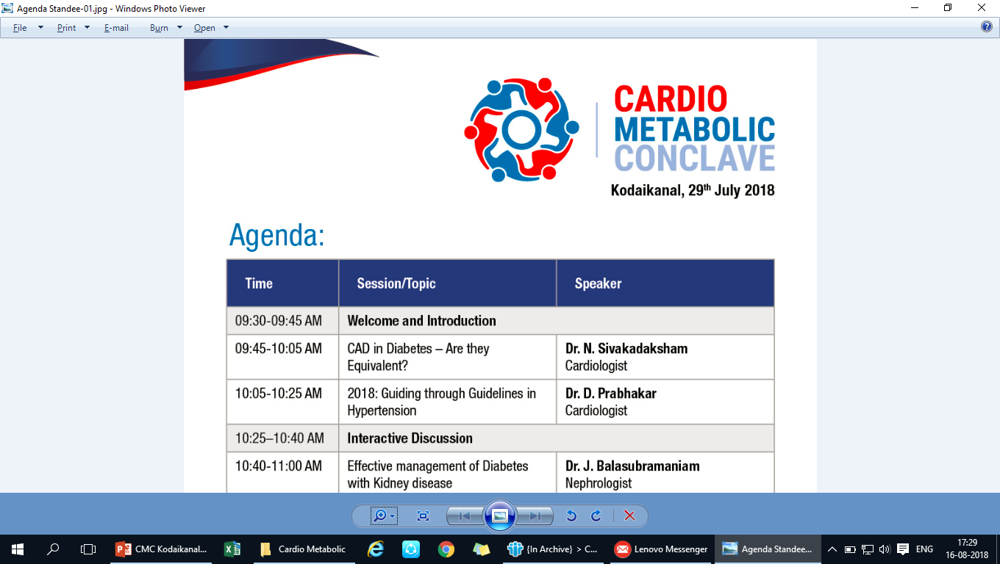 Agenda Standee-01.jpg - Windows Photo Viewer
File Print E-mail Burn Open
CARDIO
METABOLIC
CONCLAVE
Kodaikanal, 29th July 2018
Agenda:
Time Session/Topic Speaker
09:30-09:45 AM Welcome and Introduction
09:45-10:05 AM CAD in Diabetes – Are they Dr. N. Sivakadaksham
Equivalent? Cardiologist
10:05-10:25 AM 2018: Guiding through Guidelines in Dr. D. Prabhakar
Hypertension Cardiologist
10:25–10:40 AM Interactive Discussion
10:40-11:00 AM Effective management of Diabetes Dr. J. Balasubramaniam
with Kidney disease Nephrologist
CMC Kodaikanal... Cardio Metabolic {In Archive} > C... Lenovo Messenger Agenda Standee... ENG 17:29
16-08-2018